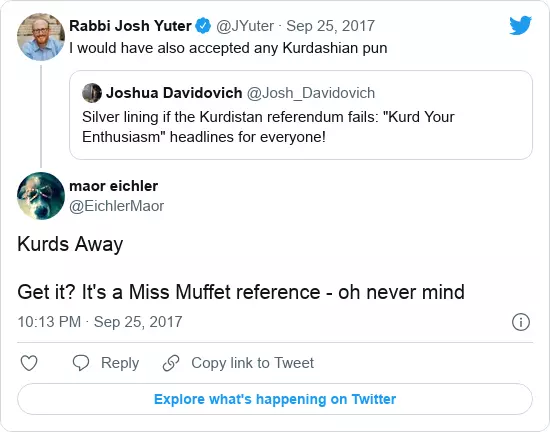 Rabbi Josh Yuter @JYuter · Sep 25, 2017
I would have also accepted any Kurdashian pun
Joshua Davidovich @Josh_Davidovich
Silver lining if the Kurdistan referendum fails: "Kurd Your
Enthusiasm" headlines for everyone!
maor eichler
@EichlerMaor
Kurds Away
Get it? It's a Miss Muffet reference - oh never mind
10:13 PM · Sep 25, 2017
Reply Copy link to Tweet
Explore what's happening on Twitter